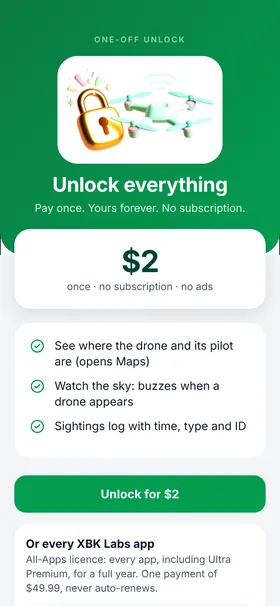 ONE-OFF UNLOCK
Unlock everything
Pay once. Yours forever. No subscription.
$2
once · no subscription · no ads
See where the drone and its pilot
are (opens Maps)
Watch the sky: buzzes when a
drone appears
Sightings log with time, type and ID
Unlock for $2
Or every XBK Labs app
All-Apps licence: every app, including Ultra
Premium, for a full year. One payment of
$49.99, never auto-renews.